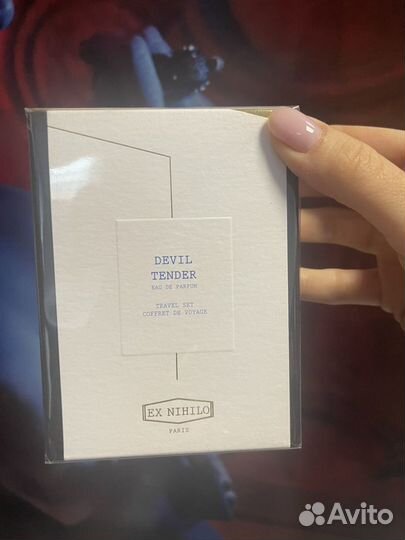 DEVIL
TENDER
EAU DE PARFUM
TRAVEL SET
COFFRET DE VOYAGE
EX NIHILO
PARIS
Avito